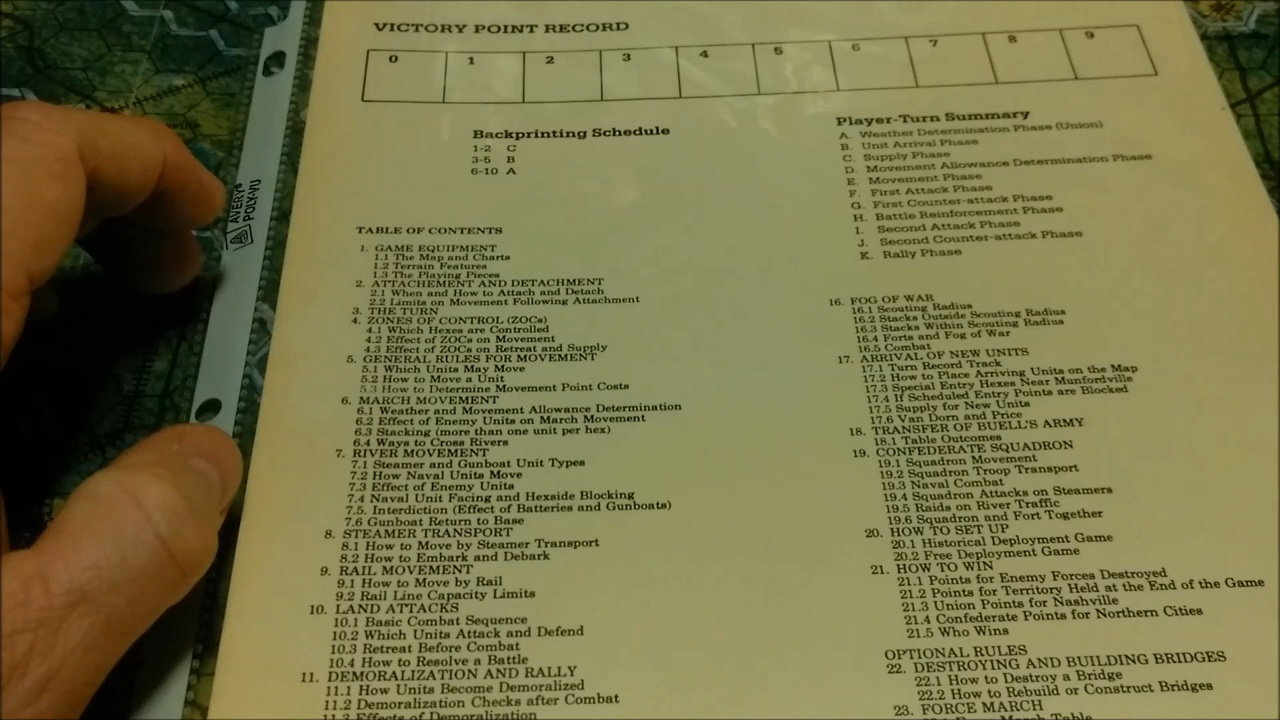 VICTORY POINT RECORD
0 1 2 3 4 5 6 7 8 9
Backprinting Schedule
1-2 C
3-5 B
6-10 A
Player-Turn Summary
A. Weather Determination Phase (Union)
B. Unit Arrival Phase
C. Supply Phase
D. Movement Allowance Determination Phase
E. Movement Phase
F. First Attack Phase
G. First Counter-attack Phase
H. Battle Reinforcement Phase
I. Second Attack Phase
J. Second Counter-attack Phase
K. Rally Phase
AVERY®
POLY-VU
TABLE OF CONTENTS
1. GAME EQUIPMENT
1.1 The Map and Charts
1.2 Terrain Features
1.3 The Playing Pieces
2. ATTACHEMENT AND DETACHMENT
2.1 When and How to Attach and Detach
2.2 Limits on Movement Following Attachment
3. THE TURN
4. ZONES OF CONTROL (ZOCs)
4.1 Which Hexes are Controlled
4.2 Effect of ZOCs on Movement
4.3 Effect of ZOCs on Retreat and Supply
5. GENERAL RULES FOR MOVEMENT
5.1 Which Units May Move
5.2 How to Move a Unit
5.3 How to Determine Movement Point Costs
6. MARCH MOVEMENT
6.1 Weather and Movement Allowance Determination
6.2 Effect of Enemy Units on March Movement
6.3 Stacking (more than one unit per hex)
6.4 Ways to Cross Rivers
7. RIVER MOVEMENT
7.1 Steamer and Gunboat Unit Types
7.2 How Naval Units Move
7.3 Effect of Enemy Units
7.4 Naval Unit Facing and Hexside Blocking
7.5. Interdiction (Effect of Batteries and Gunboats)
7.6 Gunboat Return to Base
8. STEAMER TRANSPORT
8.1 How to Move by Steamer Transport
8.2 How to Embark and Debark
9. RAIL MOVEMENT
9.1 How to Move by Rail
9.2 Rail Line Capacity Limits
10. LAND ATTACKS
10.1 Basic Combat Sequence
10.2 Which Units Attack and Defend
10.3 Retreat Before Combat
10.4 How to Resolve a Battle
11. DEMORALIZATION AND RALLY
11.1 How Units Become Demoralized
11.2 Demoralization Checks after Combat
11.3 Effects of Demoralization
16. FOG OF WAR
16.1 Scouting Radius
16.2 Stacks Outside Scouting Radius
16.3 Stacks Within Scouting Radius
16.4 Forts and Fog of War
16.5 Combat
17. ARRIVAL OF NEW UNITS
17.1 Turn Record Track
17.2 How to Place Arriving Units on the Map
17.3 Special Entry Hexes Near Munfordville
17.4 If Scheduled Entry Points are Blocked
17.5 Supply for New Units
17.6 Van Dorn and Price
18. TRANSFER OF BUELL'S ARMY
18.1 Table Outcomes
19. CONFEDERATE SQUADRON
19.1 Squadron Movement
19.2 Squadron Troop Transport
19.3 Naval Combat
19.4 Squadron Attacks on Steamers
19.5 Raids on River Traffic
19.6 Squadron and Fort Together
20. HOW TO SET UP
20.1 Historical Deployment Game
20.2 Free Deployment Game
21. HOW TO WIN
21.1 Points for Enemy Forces Destroyed
21.2 Points for Territory Held at the End of the Game
21.3 Union Points for Nashville
21.4 Confederate Points for Northern Cities
21.5 Who Wins
OPTIONAL RULES
22. DESTROYING AND BUILDING BRIDGES
22.1 How to Destroy a Bridge
22.2 How to Rebuild or Construct Bridges
23. FORCE MARCH